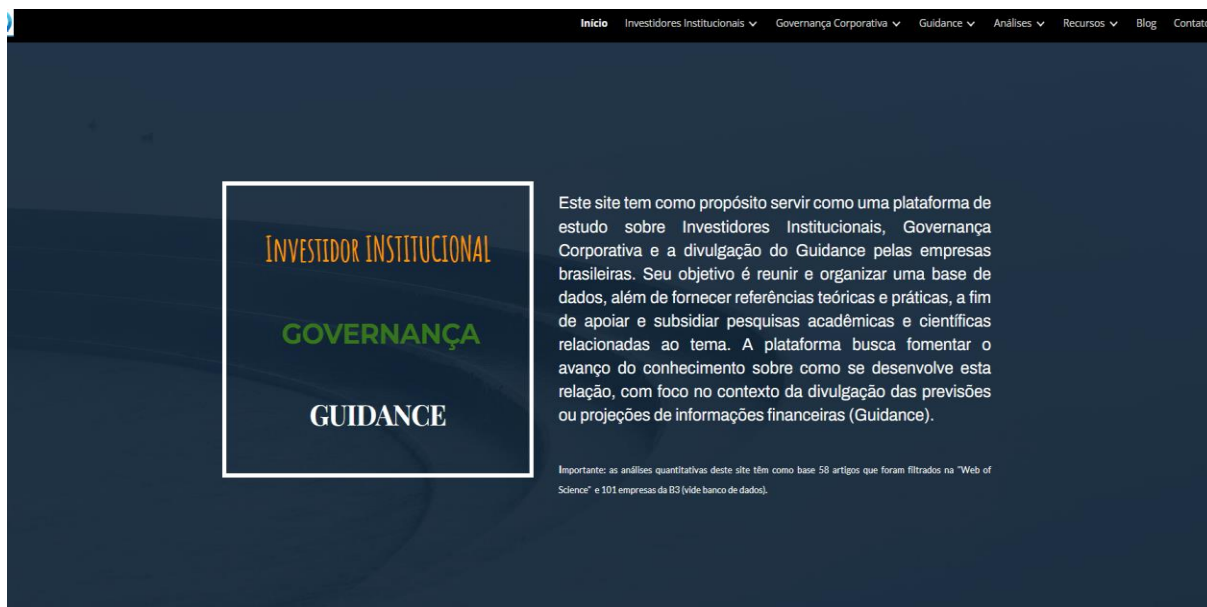 Início Investidores Institucionais Governança Corporativa Guidance Análises Recursos Blog Contato
INVESTIDOR INSTITUCIONAL
GOVERNANÇA
GUIDANCE
Este site tem como propósito servir como uma plataforma de
estudo sobre Investidores Institucionais, Governança
Corporativa e a divulgação do Guidance pelas empresas
brasileiras. Seu objetivo é reunir e organizar uma base de
dados, além de fornecer referências teóricas e práticas, a fim
de apoiar e subsidiar pesquisas acadêmicas e científicas
relacionadas ao tema. A plataforma busca fomentar o
avanço do conhecimento sobre como se desenvolve esta
relação, com foco no contexto da divulgação das previsões
ou projeções de informações financeiras (Guidance).
Importante: as análises quantitativas deste site têm como base 58 artigos que foram filtrados na "Web of
Science" e 101 empresas da B3 (vide banco de dados).